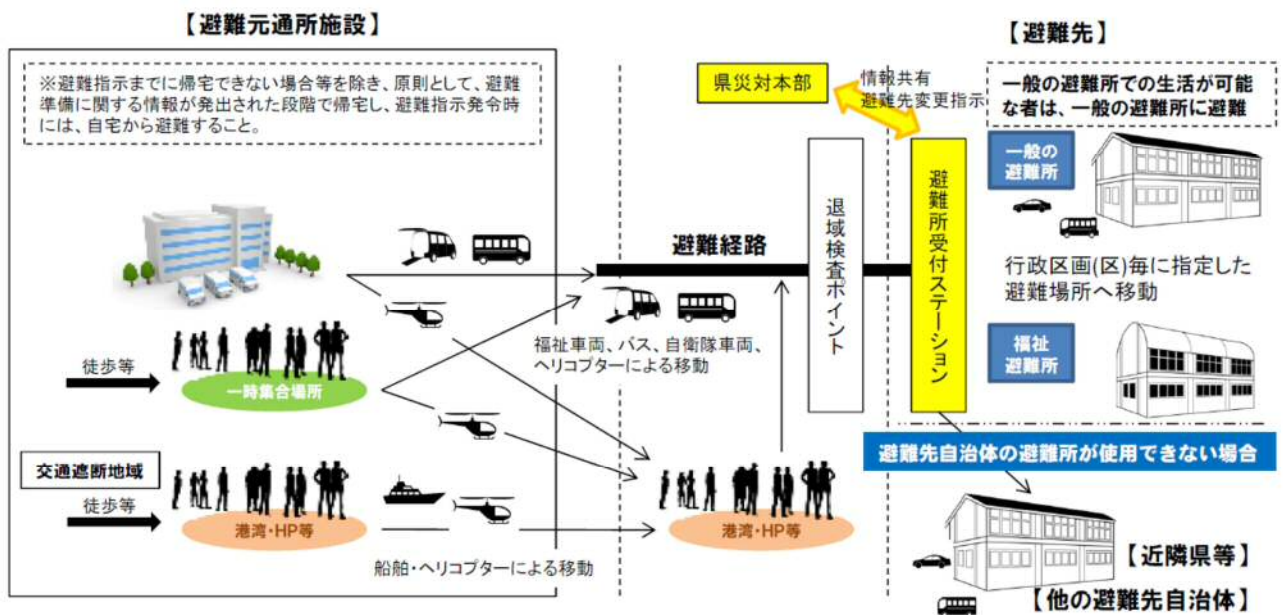 【避難元通所施設】
※避難指示までに帰宅できない場合等を除き、原則として、避難
準備に関する情報が発出された段階で帰宅し、避難指示発令時
には、自宅から避難すること。
徒歩等
一時集合場所
交通遮断地域
徒歩等
港湾・HP等
船舶・ヘリコプターによる移動
避難経路
福祉車両、バス、自衛隊車両、
ヘリコプターによる移動
港湾・HP等
退域検査ポイント
県災対本部
情報共有
避難先変更指示
避難所受付ステーション
【避難先】
一般の避難所での生活が可能
な者は、一般の避難所に避難
一般の
避難所
行政区画(区)毎に指定した
避難場所へ移動
福祉
避難所
避難先自治体の避難所が使用できない場合
【近隣県等】
【他の避難先自治体】